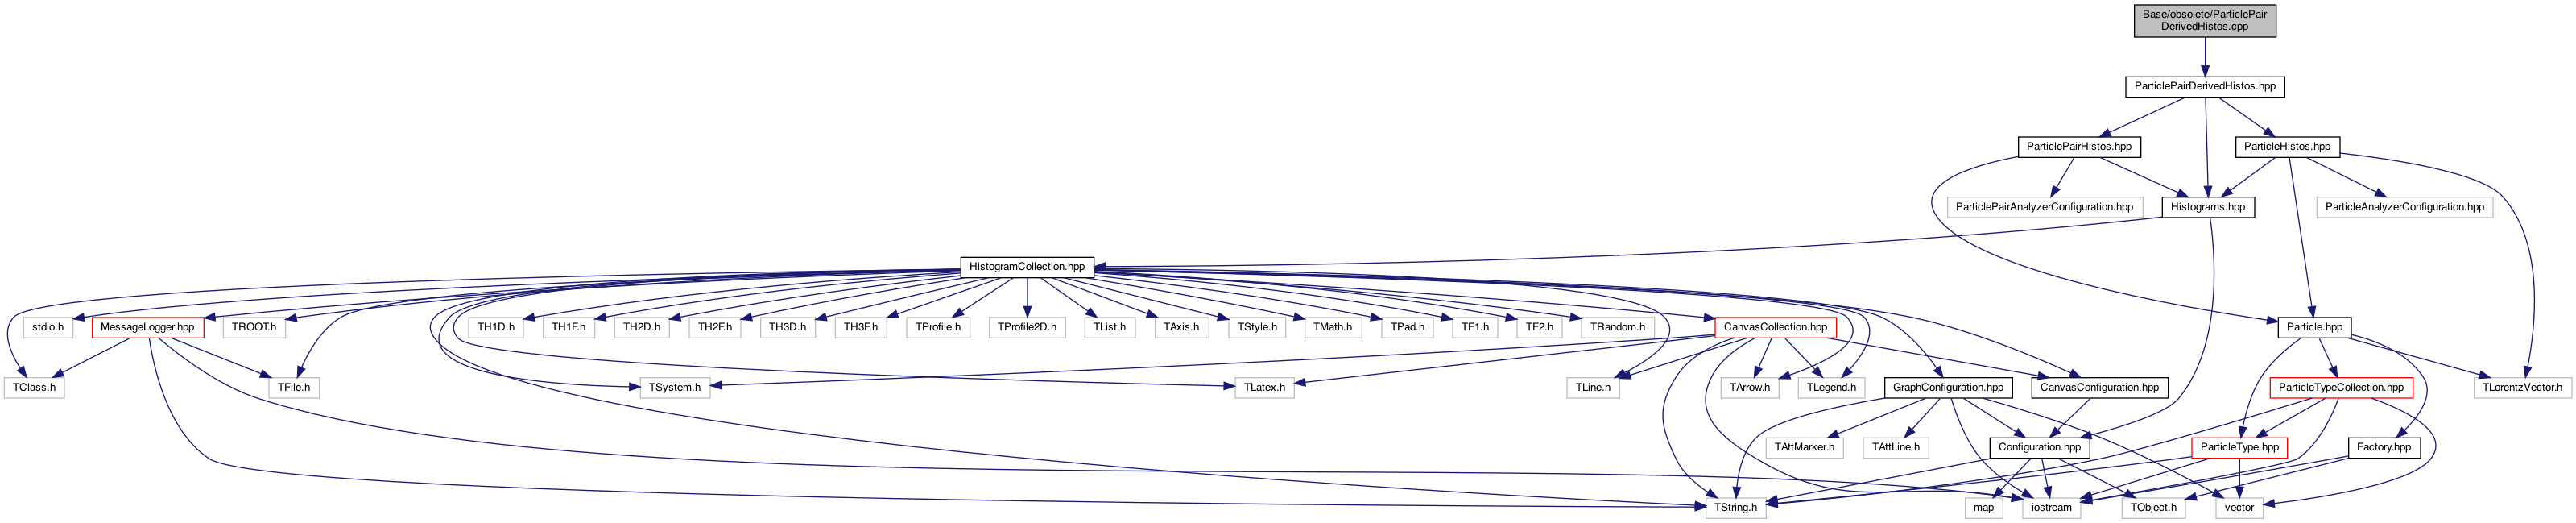 Base/obsolete/ParticlePair
DerivedHistos.cpp
ParticlePairDerivedHistos.hpp
ParticlePairHistos.hpp
ParticleHistos.hpp
ParticlePairAnalyzerConfiguration.hpp
Histograms.hpp
ParticleAnalyzerConfiguration.hpp
HistogramCollection.hpp
stdio.h
MessageLogger.hpp
TROOT.h
TH1D.h
TH1F.h
TH2D.h
TH2F.h
TH3D.h
TH3F.h
TProfile.h
TProfile2D.h
TList.h
TAxis.h
TStyle.h
TMath.h
TPad.h
TF1.h
TF2.h
TRandom.h
CanvasCollection.hpp
Particle.hpp
TClass.h
TFile.h
TSystem.h
TLatex.h
TLine.h
TArrow.h
TLegend.h
GraphConfiguration.hpp
CanvasConfiguration.hpp
ParticleTypeCollection.hpp
TLorentzVector.h
TAttMarker.h
TAttLine.h
Configuration.hpp
ParticleType.hpp
Factory.hpp
TString.h
map
iostream
TObject.h
vector